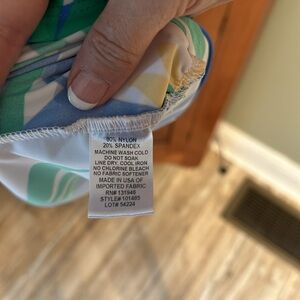 80% NYLON
20% SPANDEX
MACHINE WASH COLD
DO NOT SOAK
LINE DRY. COOL IRON
NO CHLORINE BLEACH
NO FABRIC SOFTENER
MADE IN USA OF
IMPORTED FABRIC
RN# 131946
STYLE# 101465
LOT# 54224